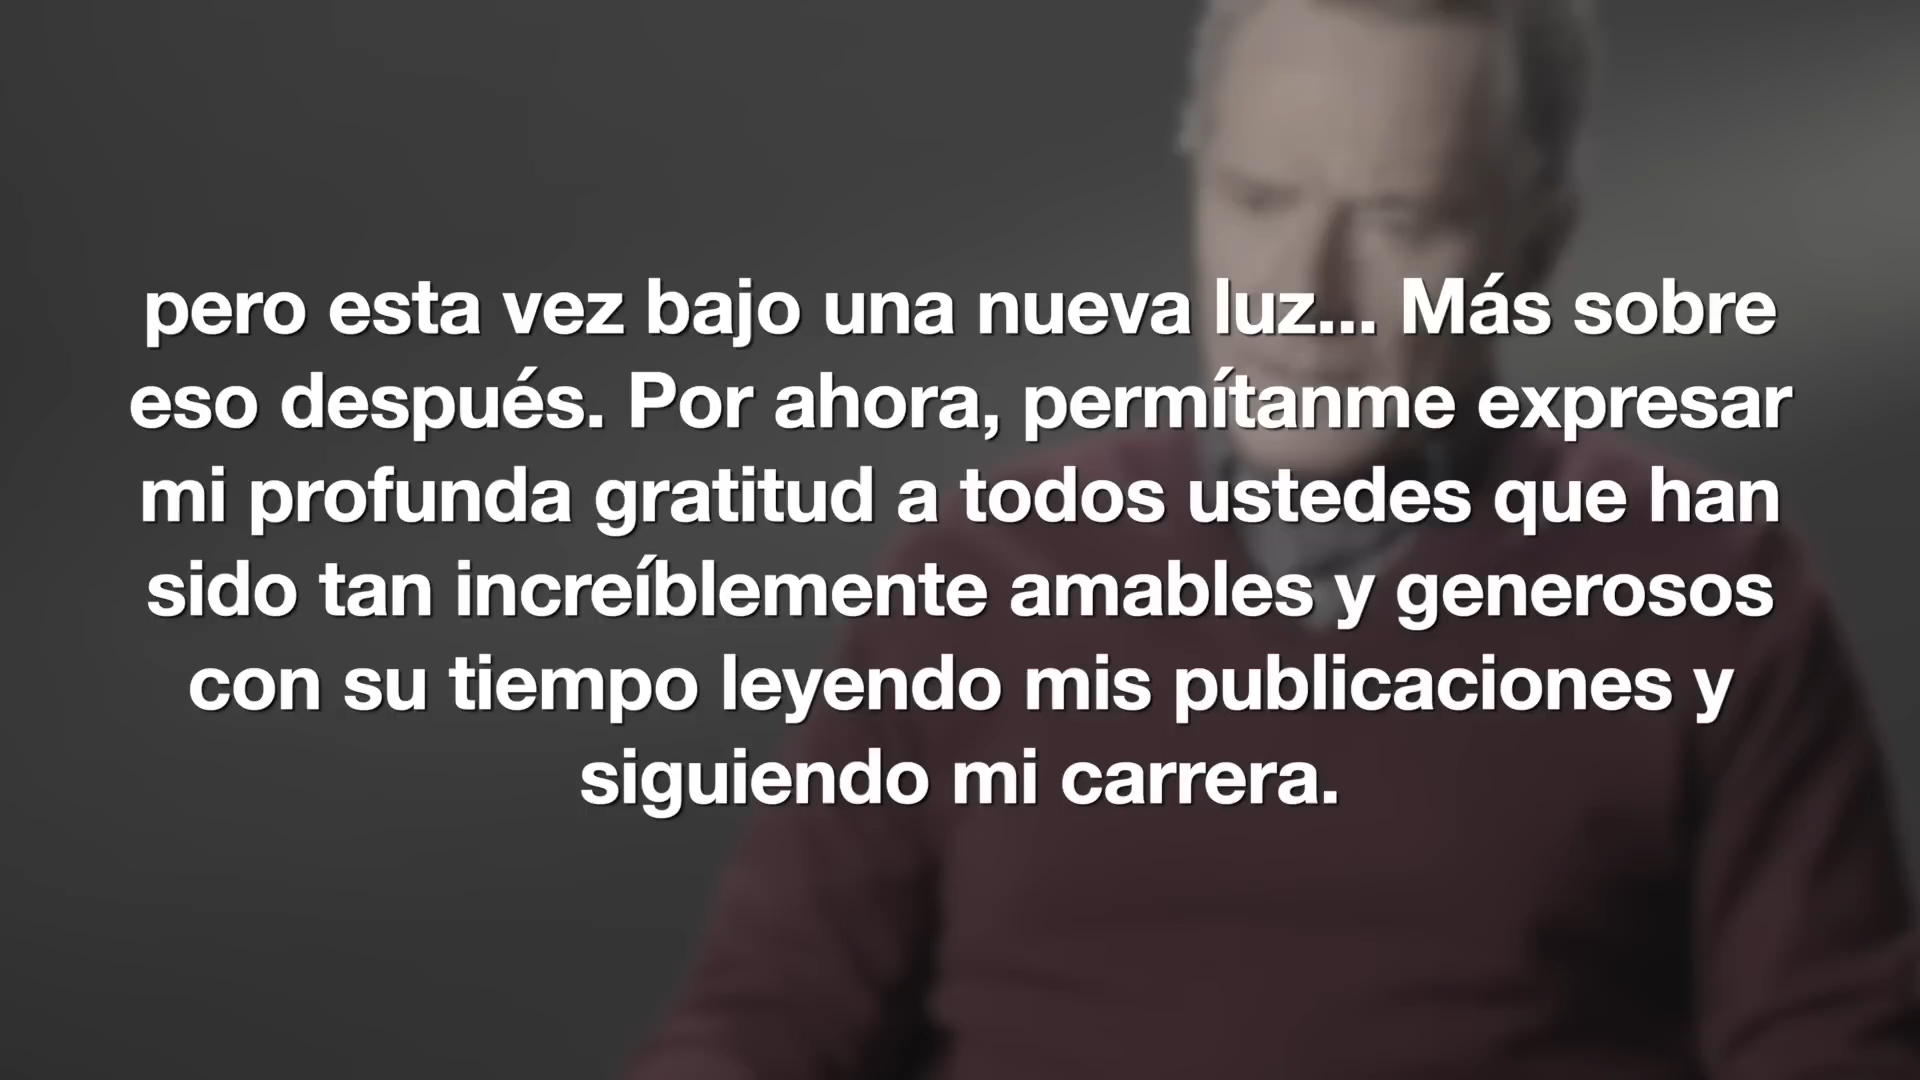 pero esta vez bajo una nueva luz... Más sobre
eso después. Por ahora, permítanme expresar
mi profunda gratitud a todos ustedes que han
sido tan increíblemente amables y generosos
con su tiempo leyendo mis publicaciones y
siguiendo mi carrera.